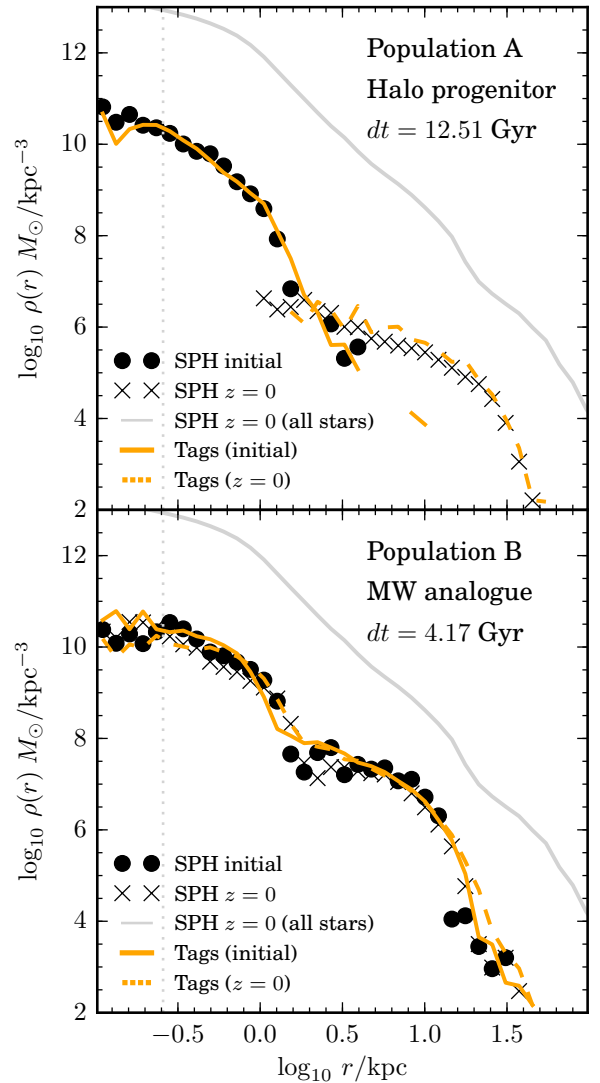 12
10
8
6
4
2
log₁₀ ρ(r) M⊙/kpc⁻³
Population A
Halo progenitor
dt = 12.51 Gyr
SPH initial
SPH z = 0
SPH z = 0 (all stars)
Tags (initial)
Tags (z = 0)
12
10
8
6
4
2
log₁₀ ρ(r) M⊙/kpc⁻³
Population B
MW analogue
dt = 4.17 Gyr
SPH initial
SPH z = 0
SPH z = 0 (all stars)
Tags (initial)
Tags (z = 0)
−0.5 0.0 0.5 1.0 1.5
log₁₀ r/kpc